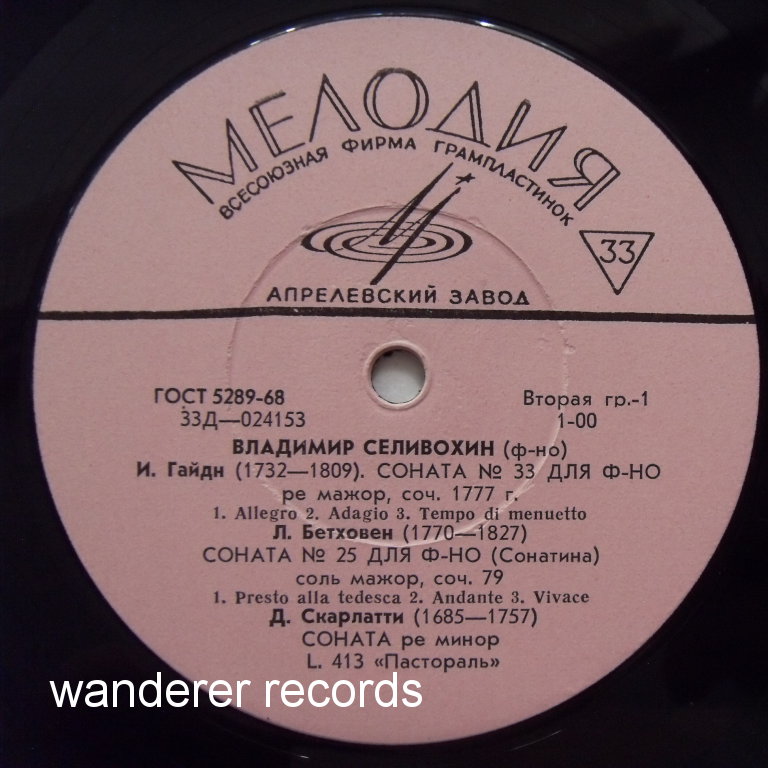 МЕЛОДИЯ
ВСЕСОЮЗНАЯ ФИРМА ГРАМПЛАСТИНОК
33
АПРЕЛЕВСКИЙ ЗАВОД
ГОСТ 5289-68
33Д—024153
Вторая гр.-1
1-00
ВЛАДИМИР СЕЛИВОХИН (ф-но)
И. Гайдн (1732—1809). СОНАТА № 33 ДЛЯ Ф-НО
ре мажор, соч. 1777 г.
1. Allegro 2. Adagio 3. Tempo di menuetto
Л. Бетховен (1770—1827)
СОНАТА № 25 ДЛЯ Ф-НО (Сонатина)
соль мажор, соч. 79
1. Presto alla tedesca 2. Andante 3. Vivace
Д. Скарлатти (1685—1757)
СОНАТА ре минор
L. 413 «Пастораль»
wanderer records